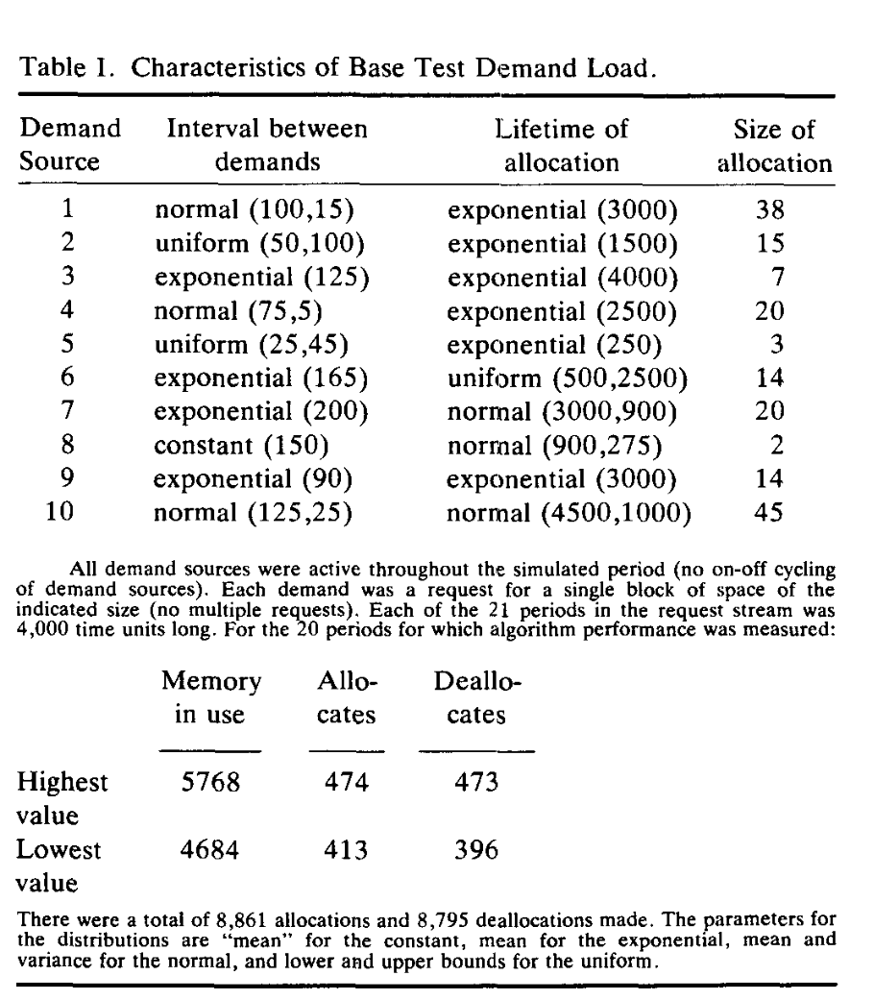 Table I. Characteristics of Base Test Demand Load.
Demand Source Interval between demands Lifetime of allocation Size of allocation
1 normal (100,15) exponential (3000) 38
2 uniform (50,100) exponential (1500) 15
3 exponential (125) exponential (4000) 7
4 normal (75,5) exponential (2500) 20
5 uniform (25,45) exponential (250) 3
6 exponential (165) uniform (500,2500) 14
7 exponential (200) normal (3000,900) 20
8 constant (150) normal (900,275) 2
9 exponential (90) exponential (3000) 14
10 normal (125,25) normal (4500,1000) 45
All demand sources were active throughout the simulated period (no on-off cycling
of demand sources). Each demand was a request for a single block of space of the
indicated size (no multiple requests). Each of the 21 periods in the request stream was
4,000 time units long. For the 20 periods for which algorithm performance was measured:
Memory in use Allo-cates Deallo-cates
Highest value 5768 474 473
Lowest value 4684 413 396
There were a total of 8,861 allocations and 8,795 deallocations made. The parameters for
the distributions are “mean” for the constant, mean for the exponential, mean and
variance for the normal, and lower and upper bounds for the uniform.